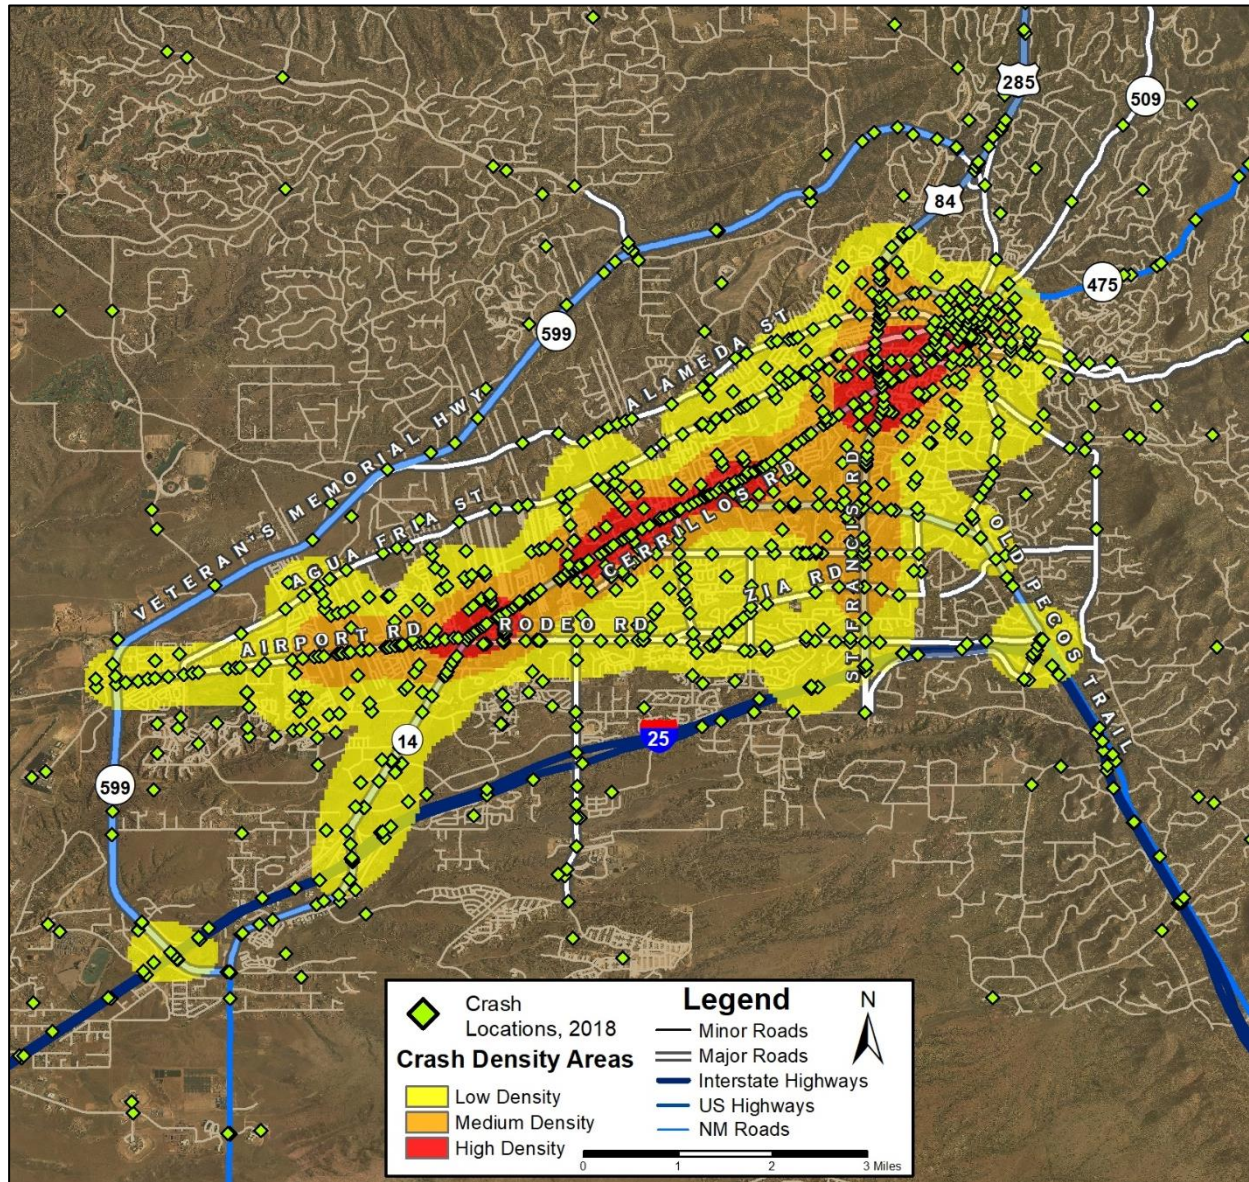 285
509
84
475
599
ALAMEDA ST
VETERAN'S MEMORIAL HWY
AGUA FRIA ST
CERRILLOS RD
ST FRANCIS RD
OLD PECOS TRAIL
ZIA RD
AIRPORT RD
RODEO RD
14
25
599
Legend
Crash
Locations, 2018
Crash Density Areas
Low Density
Medium Density
High Density
Minor Roads
Major Roads
Interstate Highways
US Highways
NM Roads
N
0 1 2 3 Miles